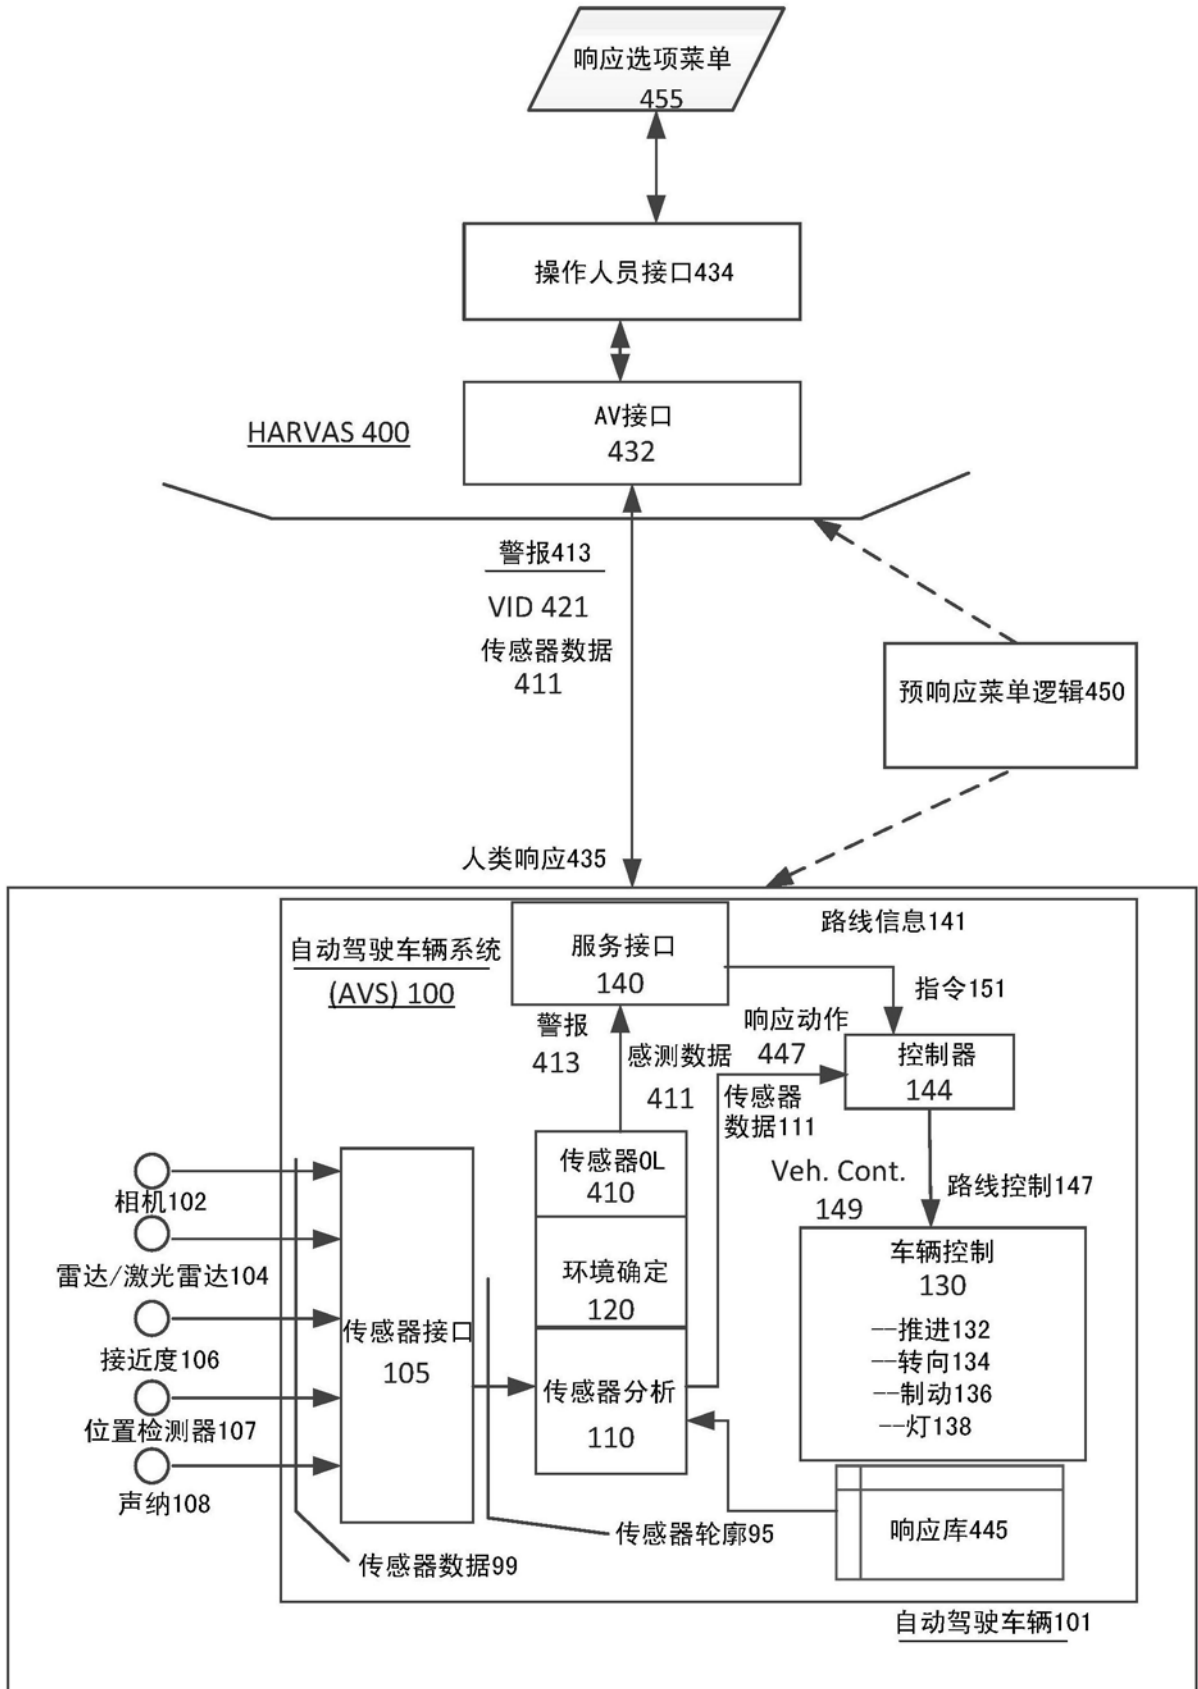 响应选项菜单
455
操作人员接口434
AV接口
432
HARVAS 400
警报413
VID 421
传感器数据
411
预响应菜单逻辑450
人类响应435
自动驾驶车辆系统
(AVS) 100
服务接口
140
路线信息141
指令151
警报
413
感测数据
411
响应动作
447
传感器
数据111
控制器
144
传感器OL
410
环境确定
120
传感器分析
110
Veh. Cont.
149
路线控制147
车辆控制
130
—推进132
—转向134
—制动136
—灯138
相机102
雷达/激光雷达104
接近度106
位置检测器107
声纳108
传感器接口
105
传感器轮廓95
传感器数据99
响应库445
自动驾驶车辆101